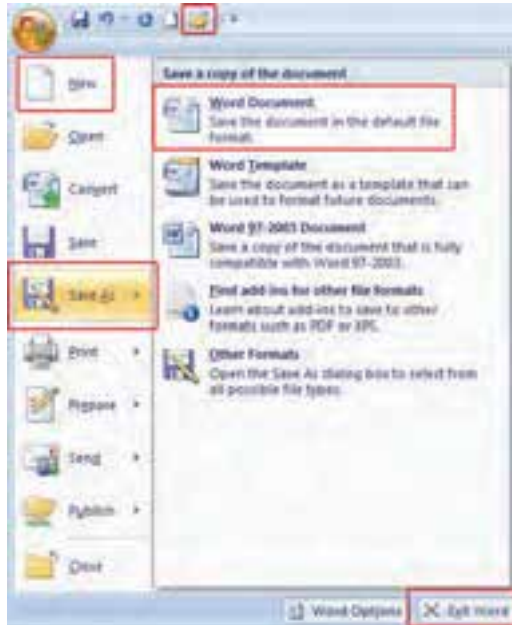 New
Open
Convert
Save
Save As
Print
Prepare
Send
Publish
Close
Save a copy of the document
Word Document
Save the document in the default file
format.
Word Template
Save the document as a template that can
be used to format future documents.
Word 97-2003 Document
Save a copy of the document that is fully
compatible with Word 97-2003.
Find add-ins for other file formats
Learn about add-ins to save to other
formats such as PDF or XPS.
Other Formats
Open the Save As dialog box to select from
all possible file types.
Word Options
Exit Word